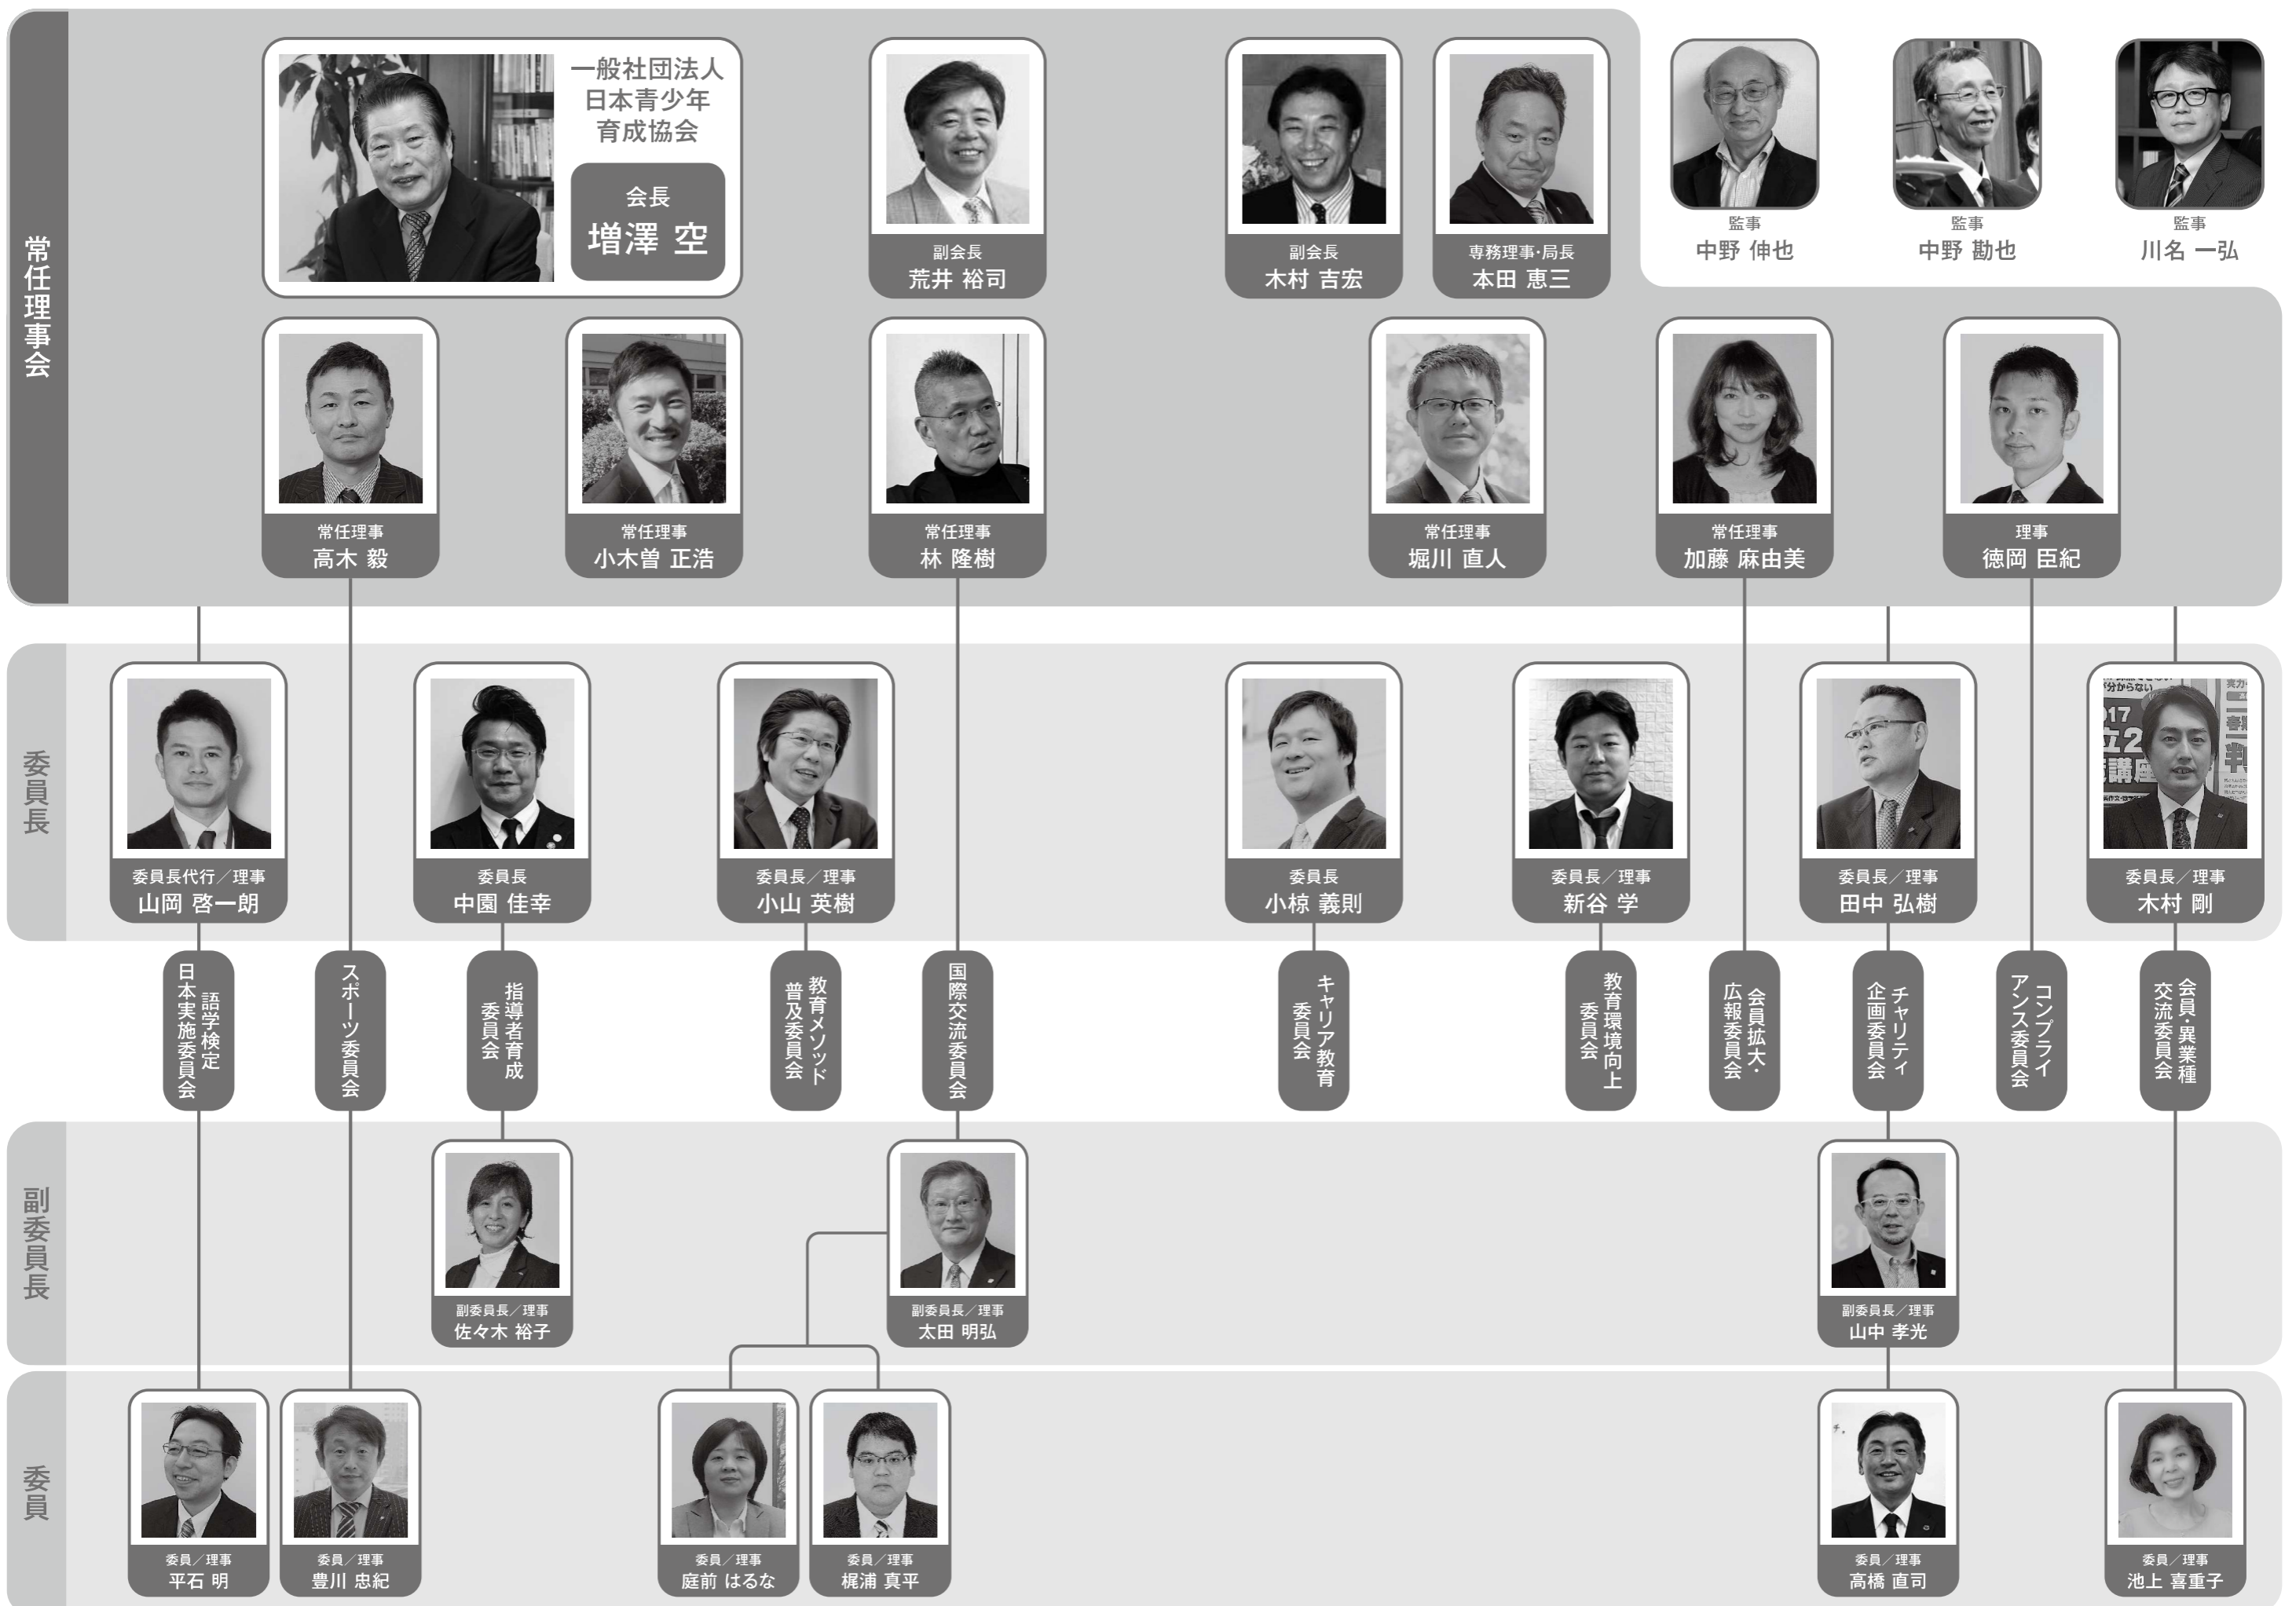 常任理事会
一般社団法人
日本青少年
育成協会
会長
増澤 空
副会長
荒井 裕司
副会長
木村 吉宏
専務理事・局長
本田 恵三
監事
中野 伸也
監事
中野 勘也
監事
川名 一弘
常任理事
高木 毅
常任理事
小木曽 正浩
常任理事
林 隆樹
常任理事
堀川 直人
常任理事
加藤 麻由美
理事
徳岡 臣紀
委員長
委員長代行／理事
山岡 啓一朗
委員長
中園 佳幸
委員長／理事
小山 英樹
委員長
小椋 義則
委員長／理事
新谷 学
委員長／理事
田中 弘樹
が分からない
017
立2
講座
委員長／理事
木村 剛
語学検定
日本実施委員会
スポーツ委員会
指導者育成
委員会
教育メソッド
普及委員会
国際交流委員会
キャリア教育
委員会
教育環境向上
委員会
会員拡大・
広報委員会
チャリティ
企画委員会
コンプライ
アンス委員会
会員・異業種
交流委員会
副委員長
副委員長／理事
佐々木 裕子
副委員長／理事
太田 明弘
副委員長／理事
山中 孝光
委員
委員／理事
平石 明
委員／理事
豊川 忠紀
委員／理事
庭前 はるな
委員／理事
梶浦 真平
チ。
委員／理事
高橋 直司
委員／理事
池上 喜重子